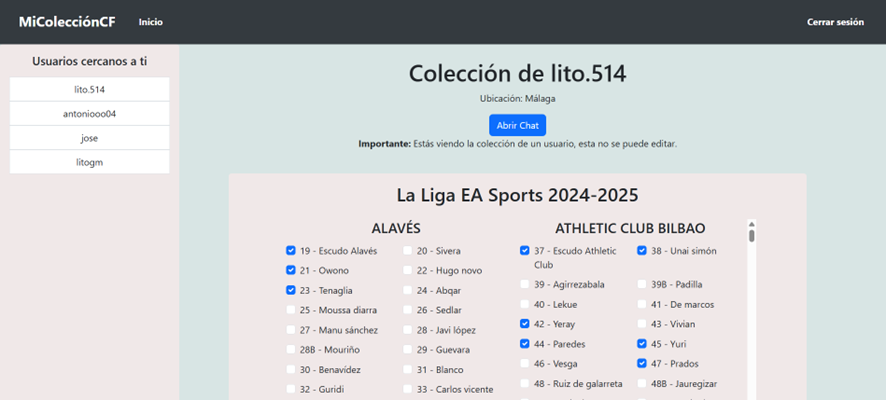 MiColecciónCF Inicio Cerrar sesión
Usuarios cercanos a ti
lito.514
antoniooo04
jose
litogm
Colección de lito.514
Ubicación: Málaga
Abrir Chat
Importante: Estás viendo la colección de un usuario, esta no se puede editar.
La Liga EA Sports 2024-2025
ALAVÉS
19 - Escudo Alavés 20 - Sivera
21 - Owono 22 - Hugo novo
23 - Tenaglia 24 - Abqar
25 - Moussa diarra 26 - Sedlar
27 - Manu sánchez 28 - Javi lópez
28B - Mouriño 29 - Guevara
30 - Benavídez 31 - Blanco
32 - Guridi 33 - Carlos vicente
ATHLETIC CLUB BILBAO
37 - Escudo Athletic Club 38 - Unai simón
39 - Agirrezabala 39B - Padilla
40 - Lekue 41 - De marcos
42 - Yeray 43 - Vivian
44 - Paredes 45 - Yuri
46 - Vesga 47 - Prados
48 - Ruiz de galarreta 48B - Jauregizar